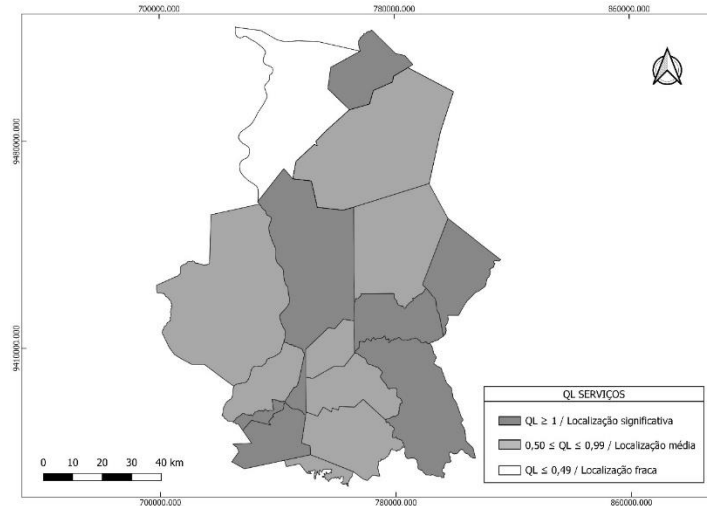 700000.000 780000.000 860000.000
9480000.000
9410000.000
QL SERVIÇOS
QL ≥ 1 / Localização significativa
0,50 ≤ QL ≤ 0,99 / Localização média
QL ≤ 0,49 / Localização fraca
0 10 20 30 40 km
700000.000 780000.000 860000.000